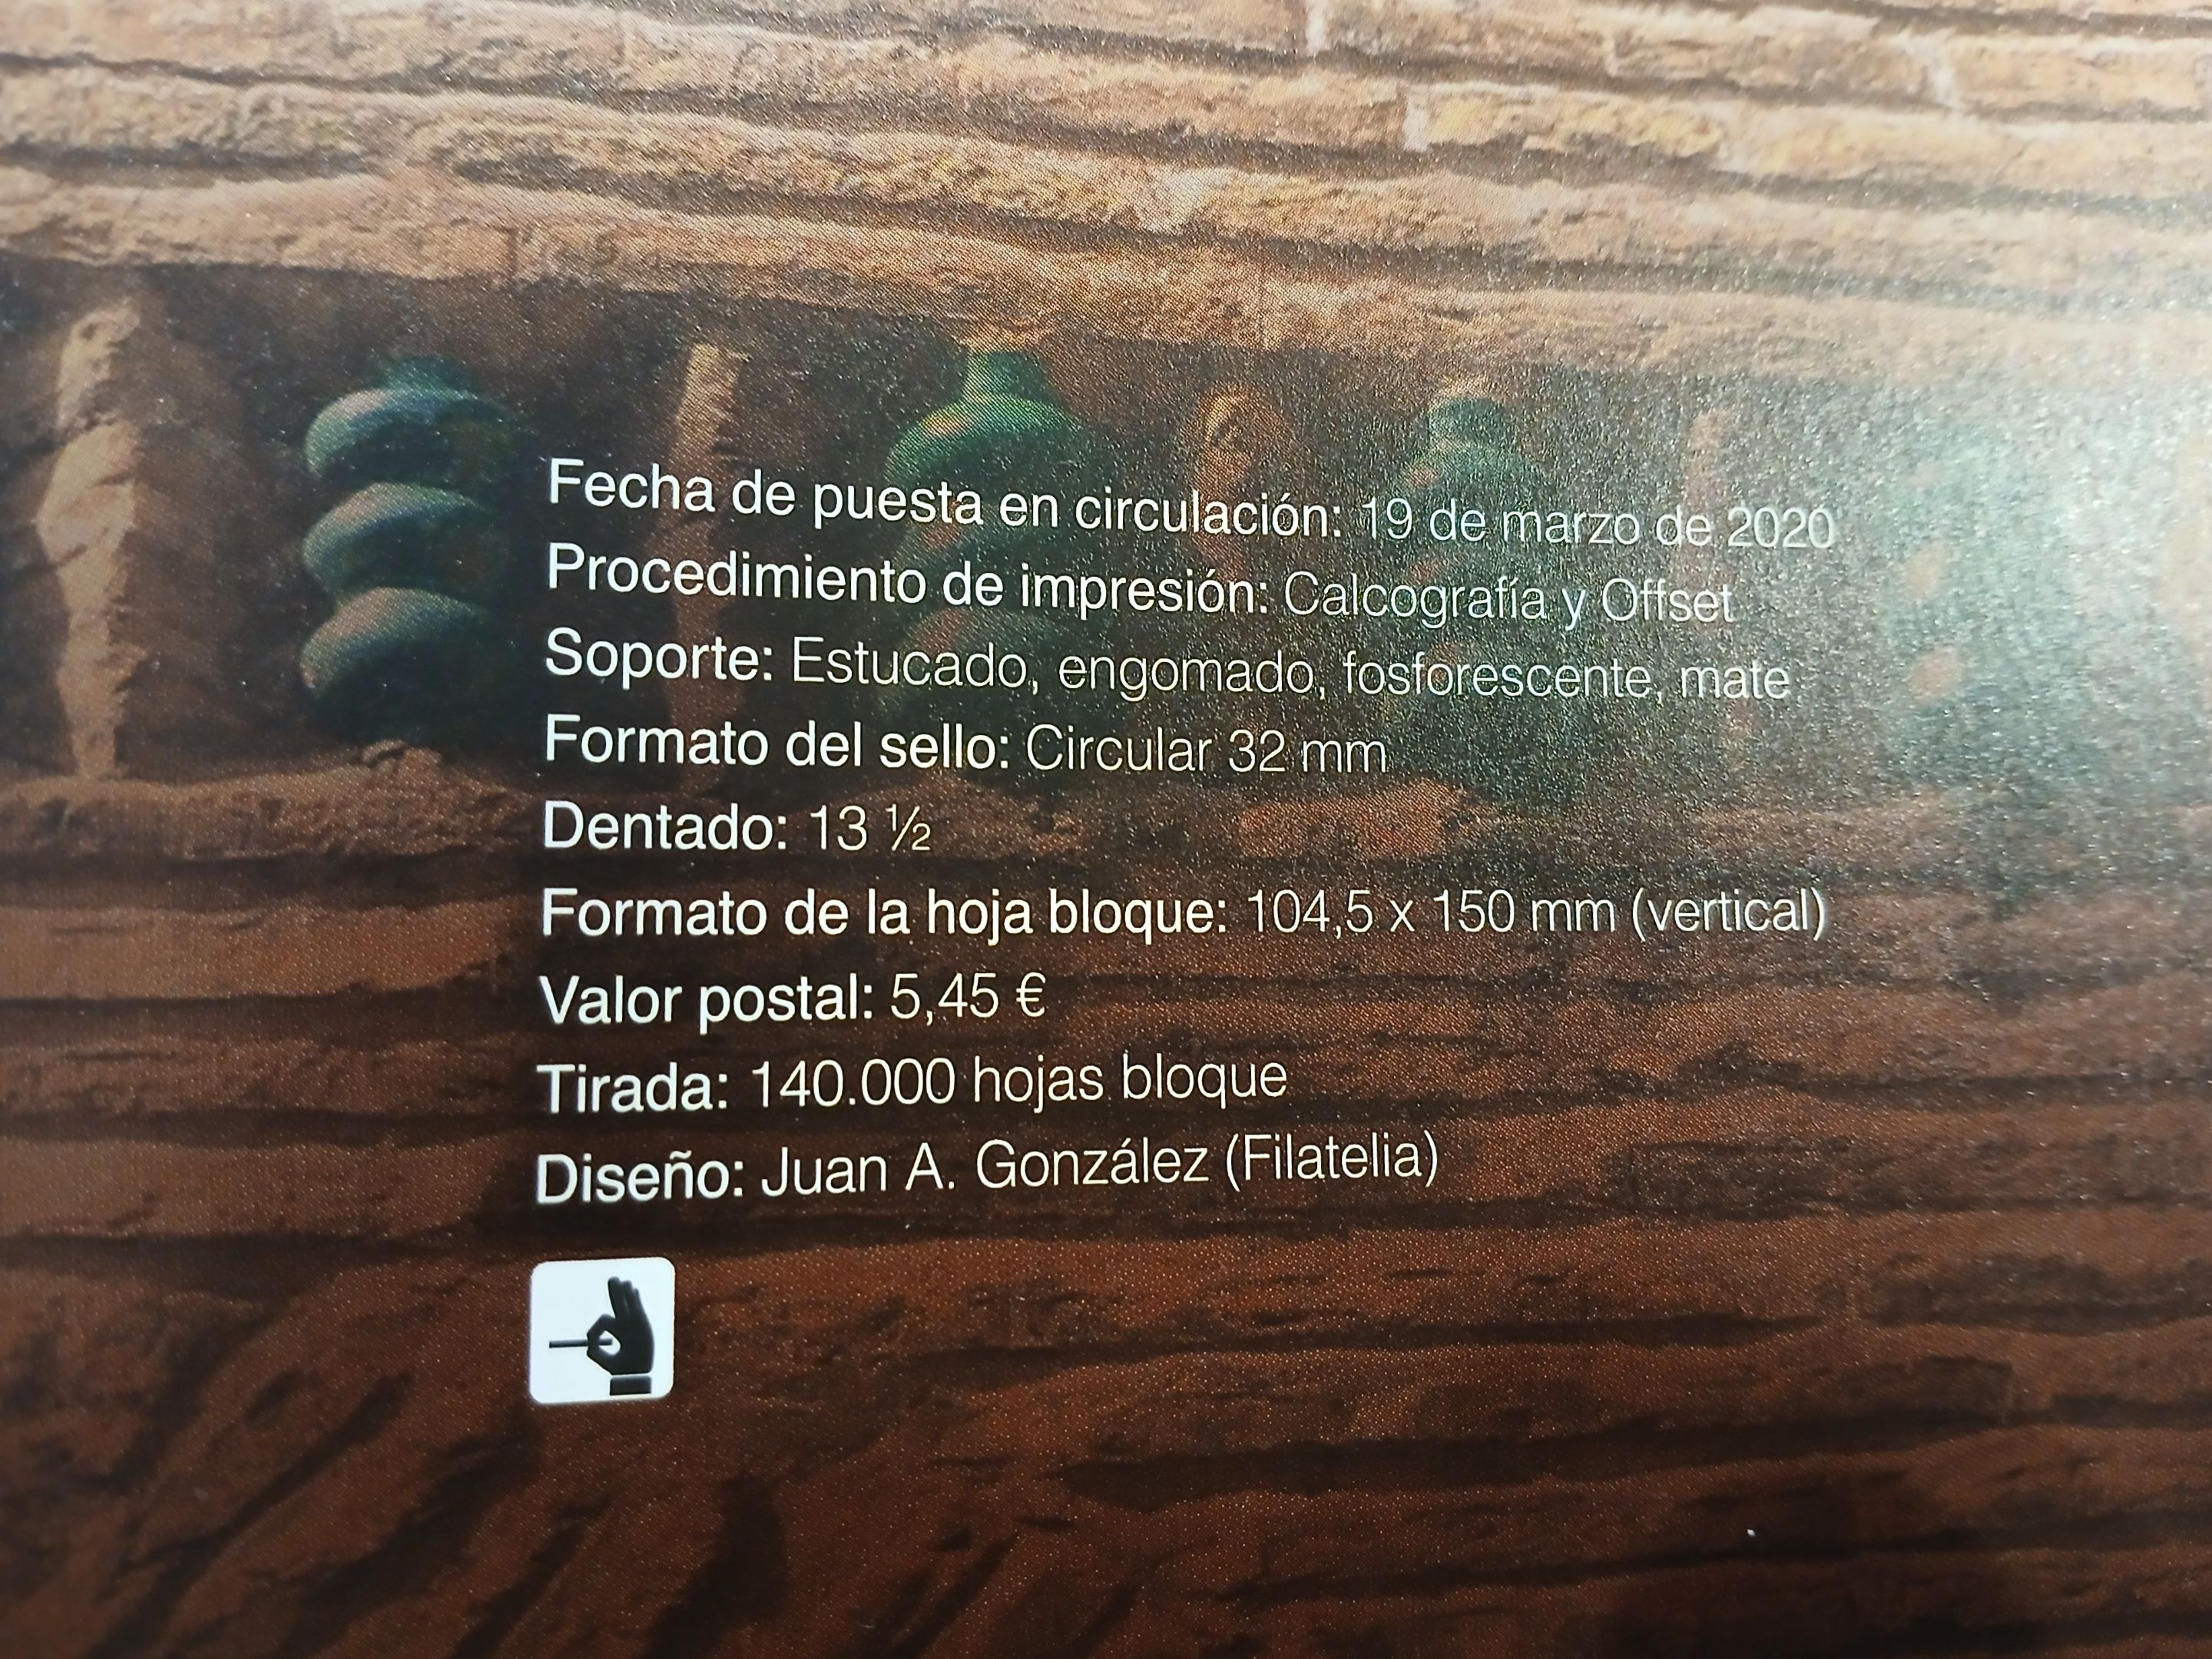 Fecha de puesta en circulación: 19 de marzo de 2020
Procedimiento de impresión: Calcografía y Offset
Soporte: Estucado, engomado, fosforescente, mate
Formato del sello: Circular 32 mm
Dentado: 13 ½
Formato de la hoja bloque: 104,5 x 150 mm (vertical)
Valor postal: 5,45 €
Tirada: 140.000 hojas bloque
Diseño: Juan A. González (Filatelia)